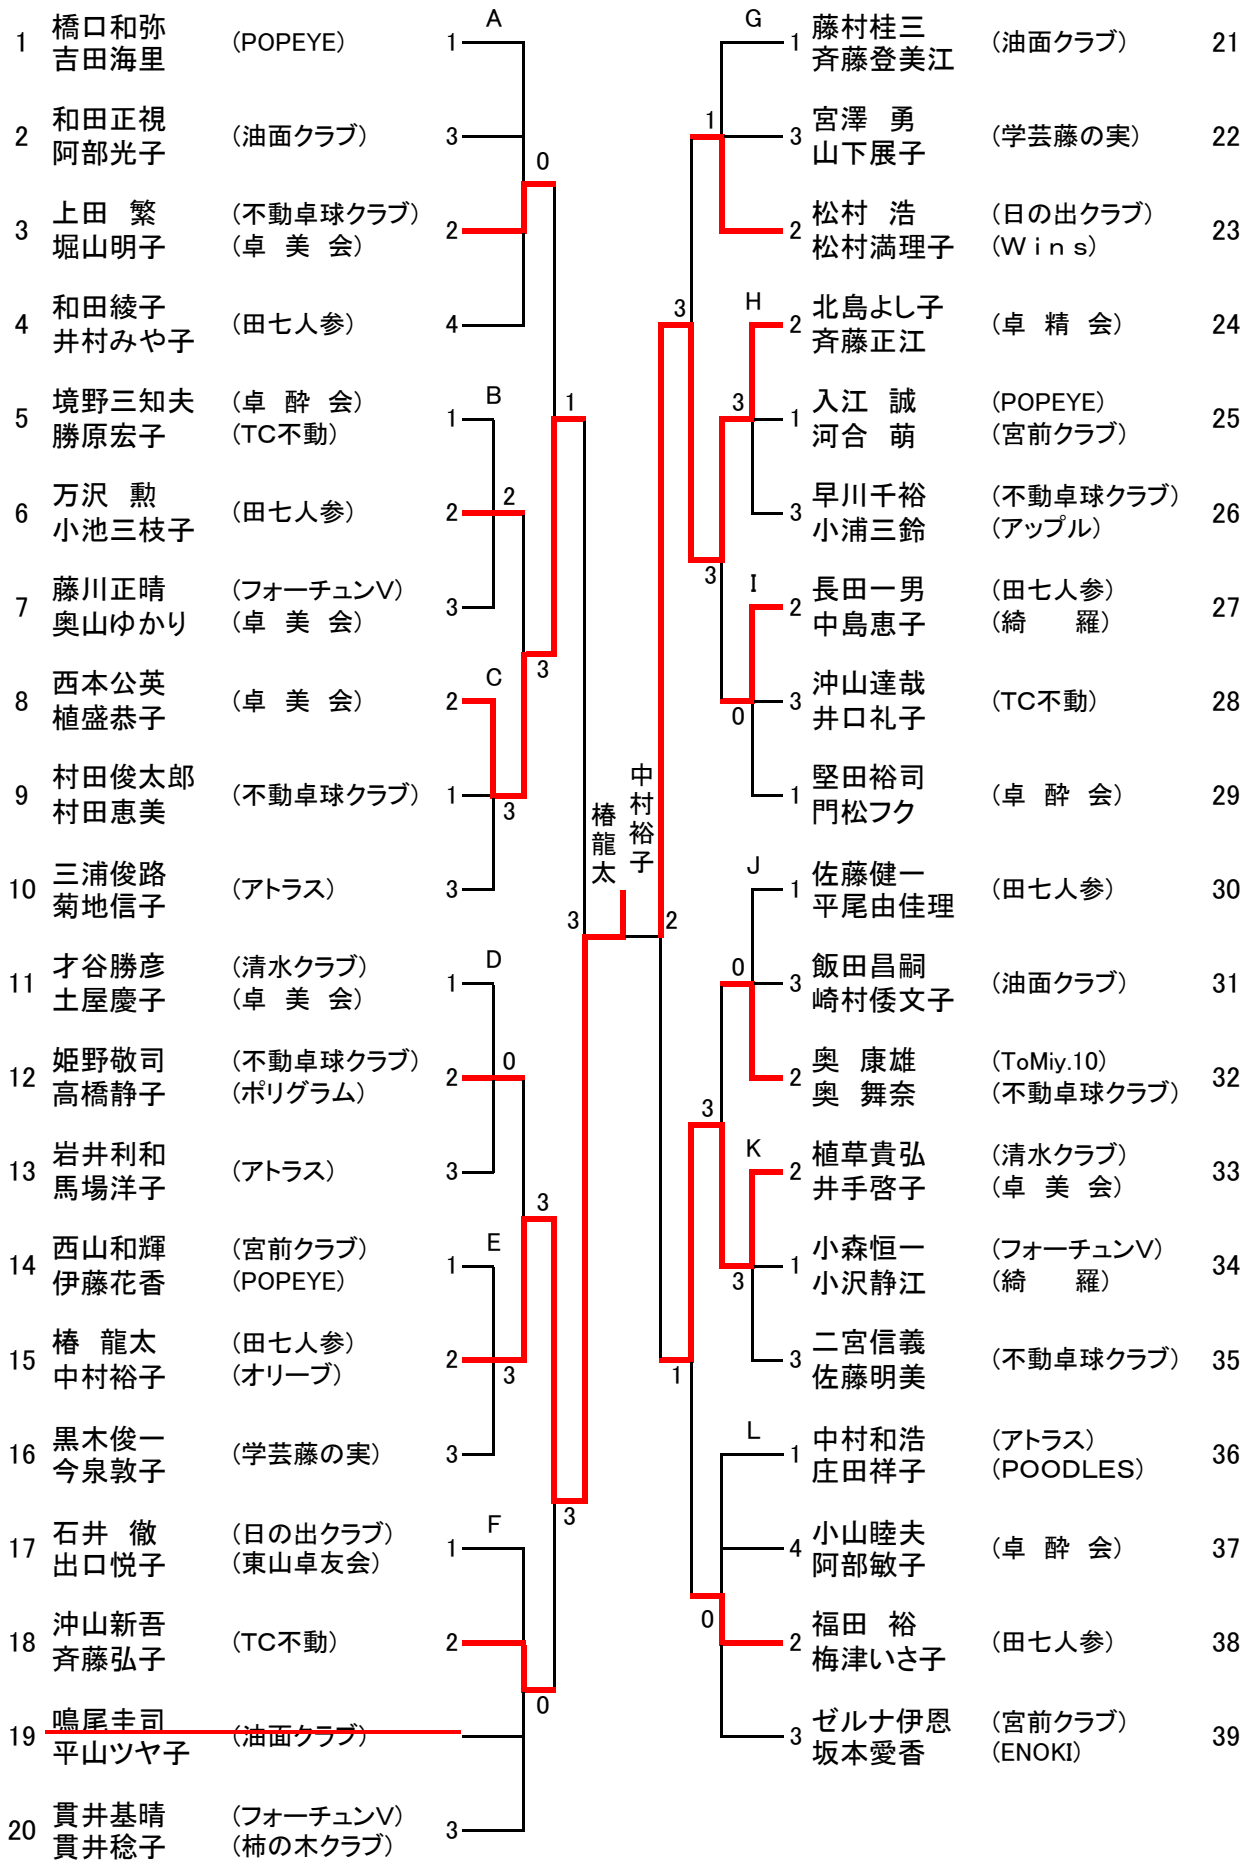 A
1 橋口和弥 (POPEYE) 1
吉田海里
2 和田正視 (油面クラブ) 3
阿部光子
0
3 上田 繁 (不動卓球クラブ) 2
堀山明子 (卓 美 会)
4 和田綾子 (田七人参) 4
井村みや子
B
1
5 境野三知夫 (卓 酔 会) 1
勝原宏子 (TC不動)
2
6 万沢 勲 (田七人参) 2
小池三枝子
7 藤川正晴 (フォーチュンV) 3
奥山ゆかり (卓 美 会)
3
C
8 西本公英 (卓 美 会) 2
植盛恭子
9 村田俊太郎 (不動卓球クラブ) 1
村田恵美
3
10 三浦俊路 (アトラス) 3
菊地信子
3
D
11 才谷勝彦 (清水クラブ) 1
土屋慶子 (卓 美 会)
0
12 姫野敬司 (不動卓球クラブ) 2
高橋静子 (ポリグラム)
13 岩井利和 (アトラス) 3
馬場洋子
3
E
14 西山和輝 (宮前クラブ) 1
伊藤花香 (POPEYE)
15 椿 龍太 (田七人参) 2
中村裕子 (オリーブ)
3
16 黒木俊一 (学芸藤の実) 3
今泉敦子
3
F
17 石井 徹 (日の出クラブ) 1
出口悦子 (東山卓友会)
18 沖山新吾 (TC不動) 2
斉藤弘子
0
19 鳴尾圭司 (油面クラブ)
平山ツヤ子
20 貫井基晴 (フォーチュンV) 3
貫井稔子 (柿の木クラブ)
椿龍太
中村裕子
G
1 藤村桂三 (油面クラブ) 21
斉藤登美江
1
3 宮澤 勇 (学芸藤の実) 22
山下展子
2 松村 浩 (日の出クラブ) 23
松村満理子 (Wins)
3
H
2 北島よし子 (卓 精 会) 24
斉藤正江
3
1 入江 誠 (POPEYE) 25
河合 萌 (宮前クラブ)
3 早川千裕 (不動卓球クラブ) 26
小浦三鈴 (アップル)
3
I
2 長田一男 (田七人参) 27
中島恵子 (綺 羅)
3 沖山達哉 (TC不動) 28
井口礼子
0
1 堅田裕司 (卓 酔 会) 29
門松フク
J
1 佐藤健一 (田七人参) 30
平尾由佳理
2
0
3 飯田昌嗣 (油面クラブ) 31
崎村倭文子
2 奥 康雄 (ToMiy.10) 32
奥 舞奈 (不動卓球クラブ)
3
K
2 植草貴弘 (清水クラブ) 33
井手啓子 (卓 美 会)
1 小森恒一 (フォーチュンV) 34
小沢静江 (綺 羅)
3
3 二宮信義 (不動卓球クラブ) 35
佐藤明美
1
L
1 中村和浩 (アトラス) 36
庄田祥子 (POODLES)
4 小山睦夫 (卓 酔 会) 37
阿部敏子
0
2 福田 裕 (田七人参) 38
梅津いさ子
3 ゼルナ伊恩 (宮前クラブ) 39
坂本愛香 (ENOKI)